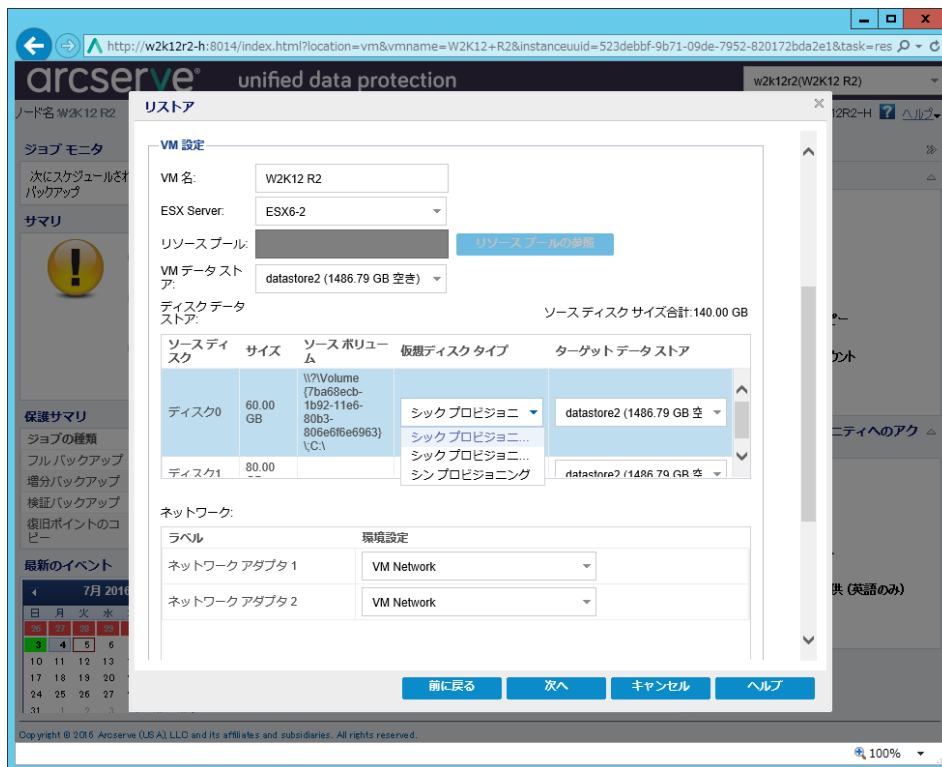 http://w2k12r2-h:8014/index.html?location=vm&vmname=W2K12+R2&instanceuuid=523debbf-9b71-09de-7952-820172bda2e1&task=res
arcserve® unified data protection
w2k12r2(W2K12 R2)
ノード名:W2K12 R2
12R2-H
ヘルプ
リストア
ジョブ モニタ
次にスケジュールされ
バックアップ
サマリ
VM 設定
VM 名: W2K12 R2
ESX Server: ESX6-2
リソース プール: リソース プールの参照
VM データ スト
ア:
datastore2 (1486.79 GB 空き)
ディスク データ
ストア:
ソース ディスク サイズ合計:140.00 GB
ソース ディ
スク
サイズ
ソース ボリュー
ム
仮想ディスク タイプ
ターゲット データ ストア
ディスク0
60.00
GB
\\?\Volume
{7ba68ecb-
1b92-11e6-
80b3-
806e6f6e6963}
\;C:\
シック プロビジョニ
datastore2 (1486.79 GB 空
シック プロビジョニ...
シック プロビジョニ...
シン プロビジョニング
ディスク1
80.00
datastore2 (1486.79 GB 空
ネットワーク:
ラベル 環境設定
ネットワーク アダプタ 1 VM Network
ネットワーク アダプタ 2 VM Network
前に戻る 次へ キャンセル ヘルプ
保護サマリ
ジョブの種類
フル バックアップ
増分バックアップ
検証バックアップ
復旧ポイントのコ
ピー
最新のイベント
7月 2016
日 月 火 水
26 27 28 29
3 4 5 6
10 11 12 13
17 18 19 20
24 25 26 27
31 1 2 3
ピー
カウント
ニティへのアク
供 (英語のみ)
Copyright © 2016 Arcserve (USA), LLC and its affiliates and subsidiaries. All rights reserved.
100%